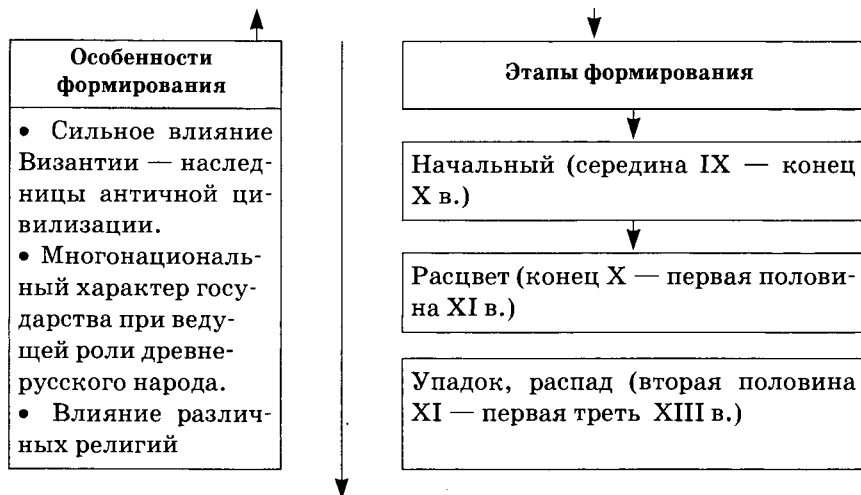 Особенности
формирования
• Сильное влияние
Византии — наслед-
ницы античной ци-
вилизации.
• Многонациональ-
ный характер госу-
дарства при веду-
щей роли древне-
русского народа.
• Влияние различ-
ных религий
Этапы формирования
Начальный (середина IX — конец
X в.)
Расцвет (конец X — первая полови-
на XI в.)
Упадок, распад (вторая половина
XI — первая треть XIII в.)